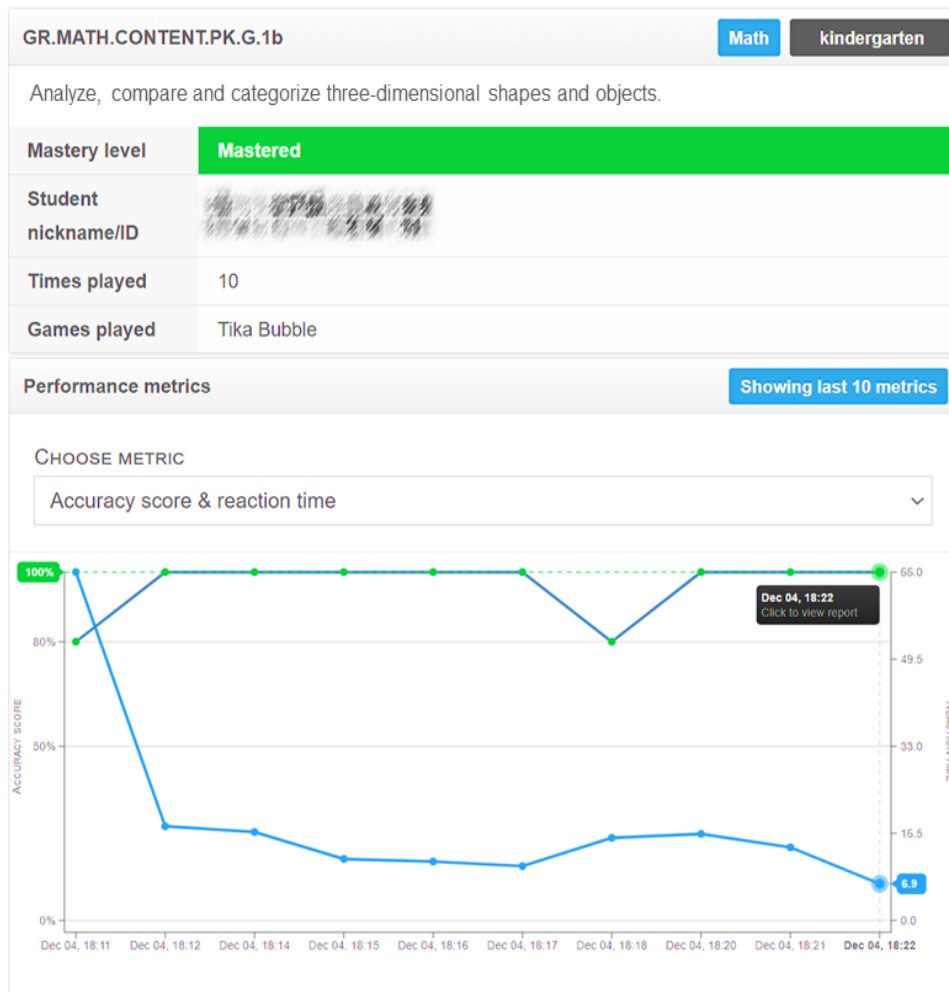 GR.MATH.CONTENT.PK.G.1b
Math
kindergarten
Analyze, compare and categorize three-dimensional shapes and objects.
Mastery level
Mastered
Student
nickname/ID
Times played
10
Games played
Tika Bubble
Performance metrics
Showing last 10 metrics
CHOOSE METRIC
Accuracy score & reaction time
100%
80%
50%
0%
ACCURACY SCORE
66.0
49.5
33.0
16.5
0.0
Dec 04, 18:22
Click to view report
6.9
Dec 04, 18:11
Dec 04, 18:12
Dec 04, 18:14
Dec 04, 18:15
Dec 04, 18:16
Dec 04, 18:17
Dec 04, 18:18
Dec 04, 18:20
Dec 04, 18:21
Dec 04, 18:22